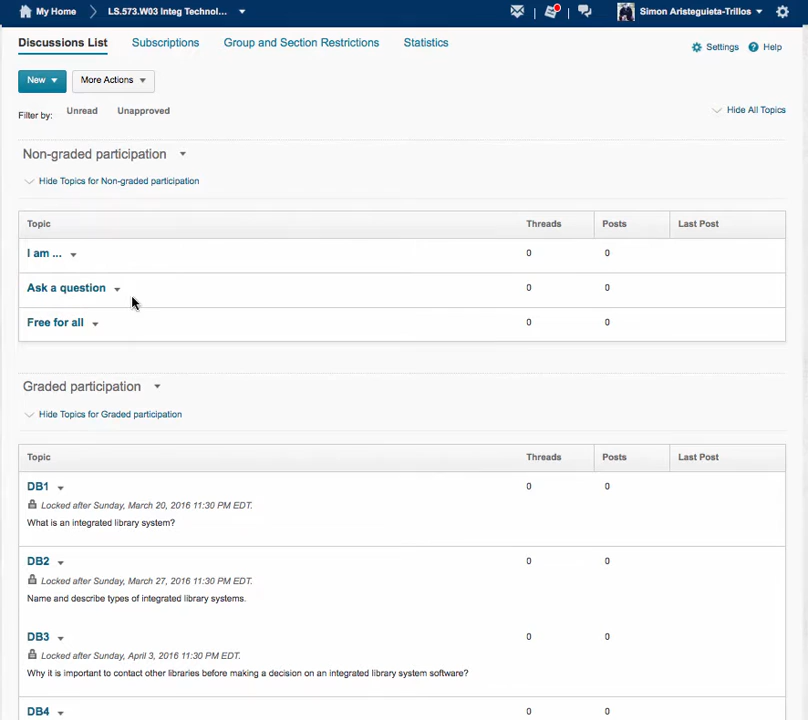 My Home LS.573.W03 Integ Technol... Simon Aristeguieta-Trillos
Discussions List Subscriptions Group and Section Restrictions Statistics
Settings Help
New More Actions
Filter by: Unread Unapproved
Hide All Topics
Non-graded participation
Hide Topics for Non-graded participation
Topic Threads Posts Last Post
I am ... 0 0
Ask a question 0 0
Free for all 0 0
Graded participation
Hide Topics for Graded participation
Topic Threads Posts Last Post
DB1 0 0
Locked after Sunday, March 20, 2016 11:30 PM EDT.
What is an integrated library system?
DB2 0 0
Locked after Sunday, March 27, 2016 11:30 PM EDT.
Name and describe types of integrated library systems.
DB3 0 0
Locked after Sunday, April 3, 2016 11:30 PM EDT.
Why it is important to contact other libraries before making a decision on an integrated library system software?
DB4 0 0